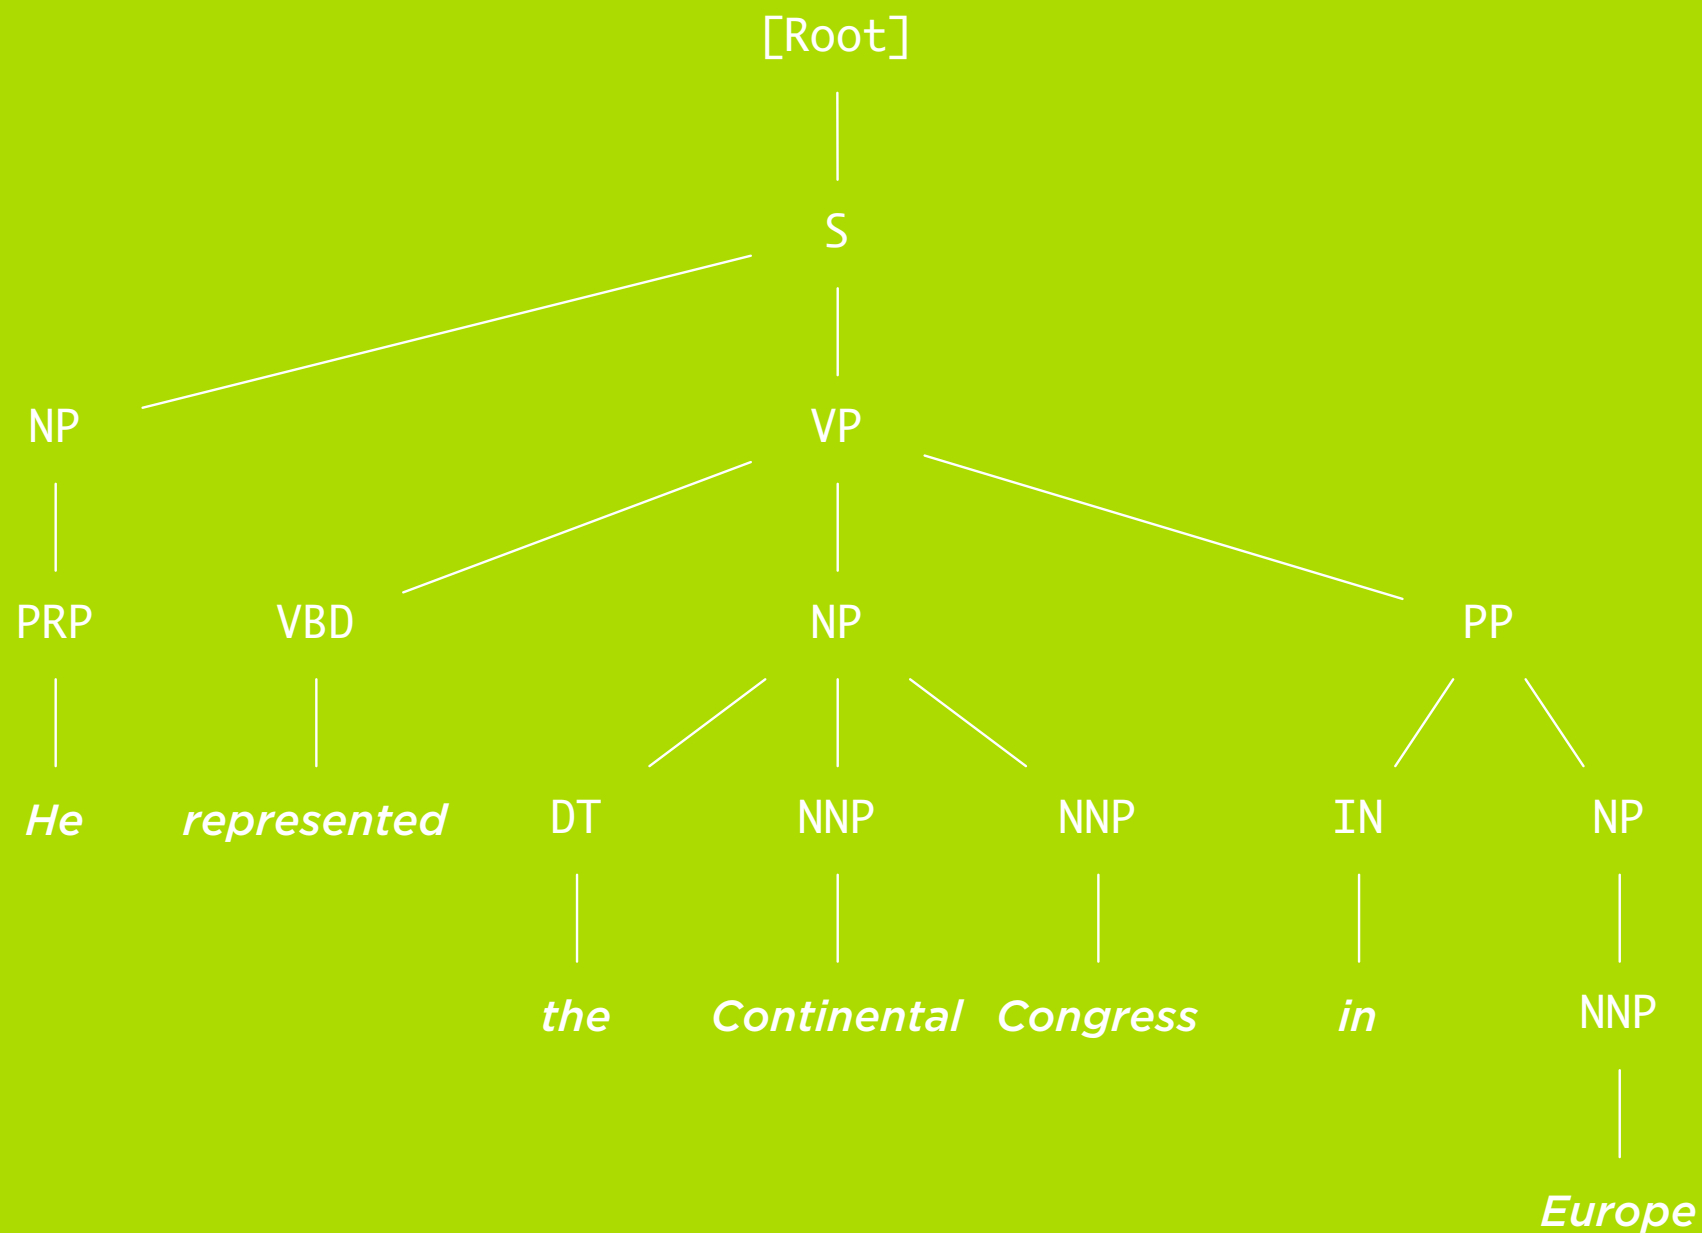 [Root]
S
NP VP
PRP VBD NP PP
He represented DT NNP NNP IN NP
the Continental Congress in NNP
Europe